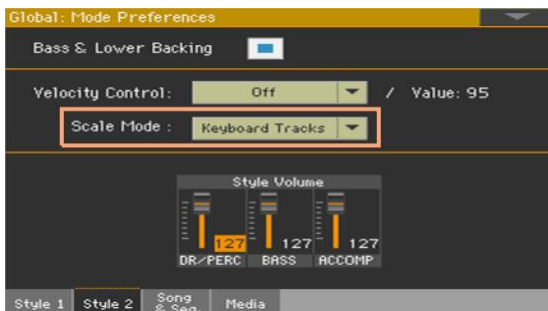 Global: Mode Preferences
Bass & Lower Backing
Velocity Control: Off / Value: 95
Scale Mode : Keyboard Tracks
Style Volume
127 127 127
DR/PERC BASS ACCOMP
Style 1 Style 2 Song & Seq Media